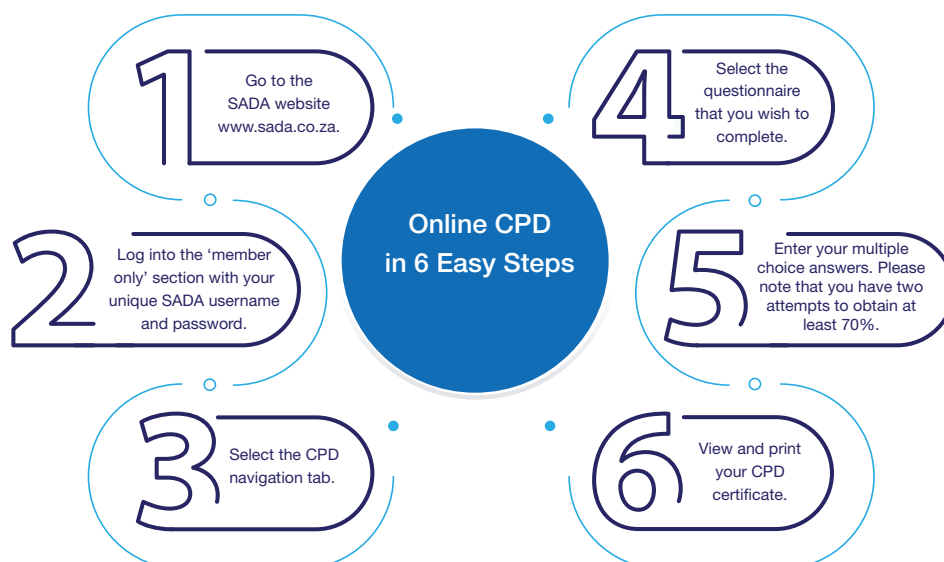 Online CPD
in 6 Easy Steps
1
Go to the
SADA website
www.sada.co.za.
2
Log into the ‘member
only’ section with your
unique SADA username
and password.
3
Select the CPD
navigation tab.
4
Select the
questionnaire
that you wish to
complete.
5
Enter your multiple
choice answers. Please
note that you have two
attempts to obtain at
least 70%.
6
View and print
your CPD
certificate.